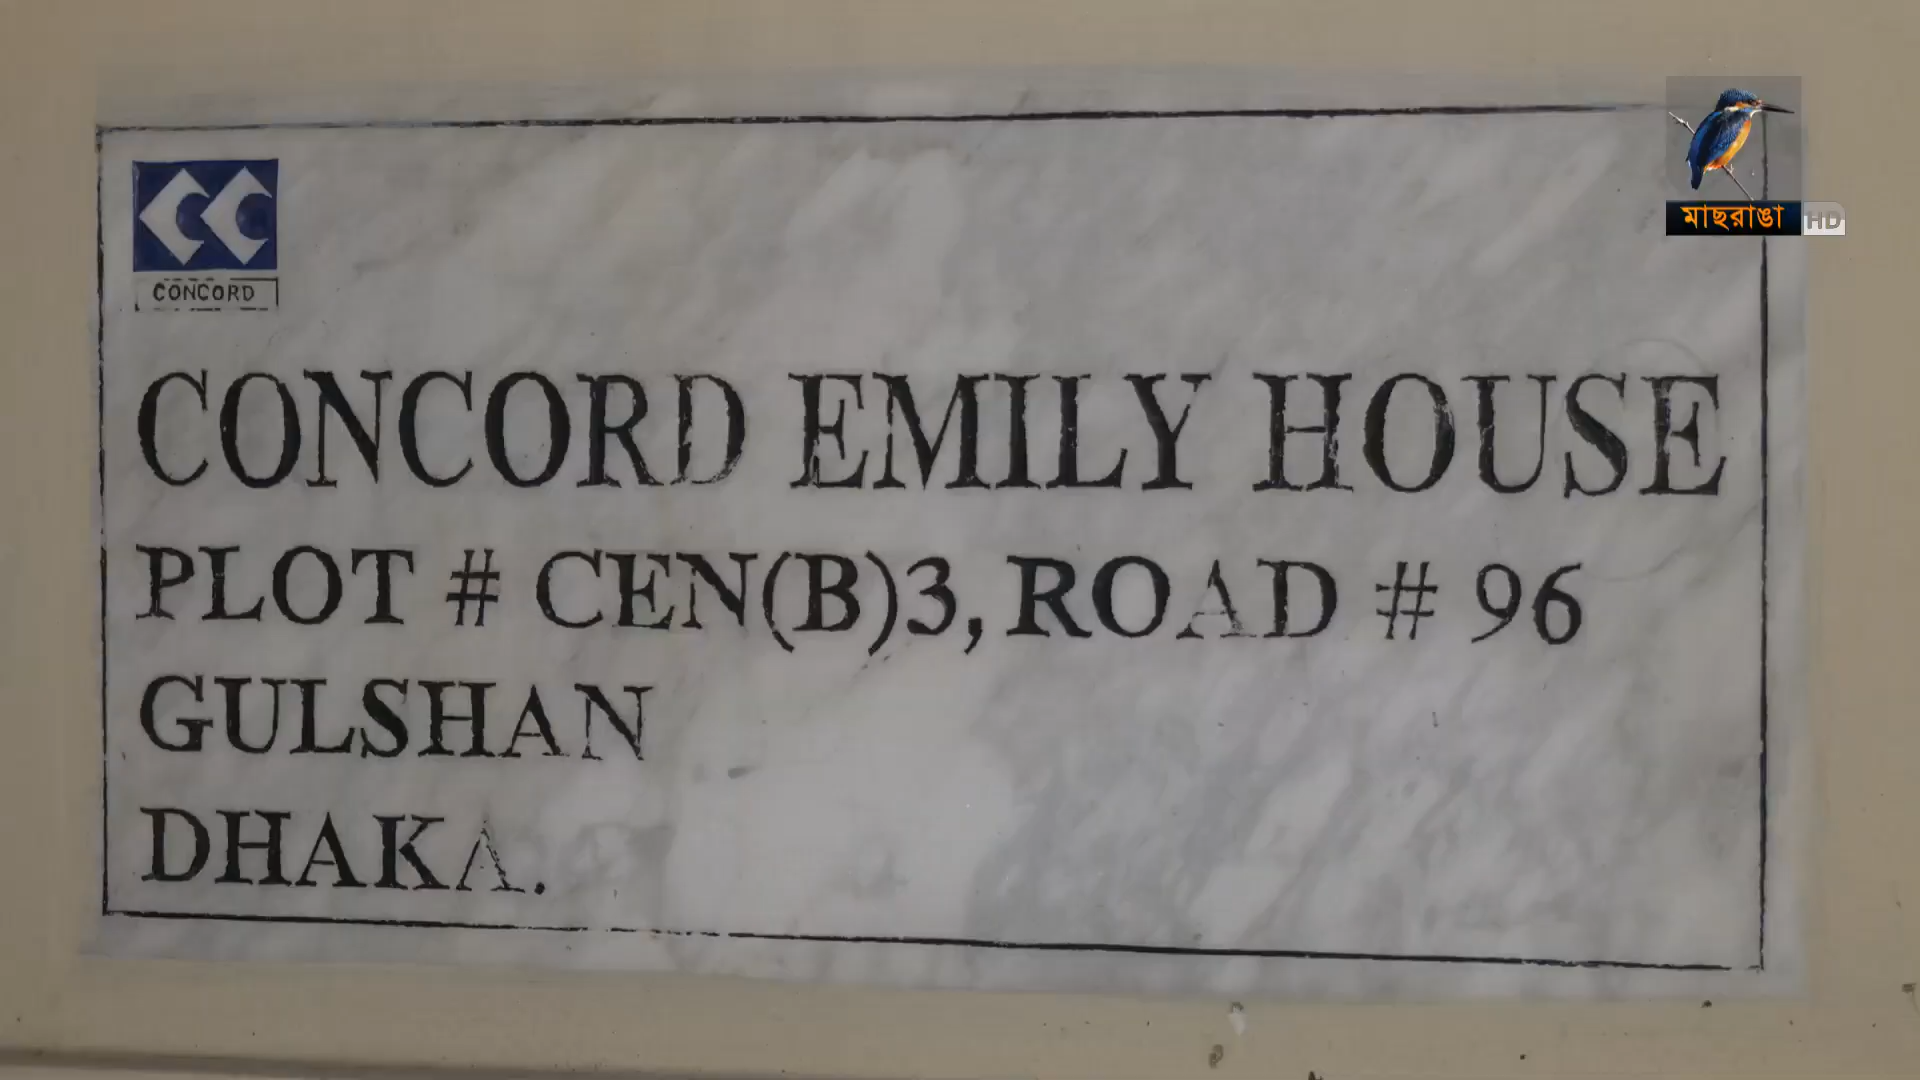 মাছরাঙা HD
CONCORD
CONCORD EMILY HOUSE
PLOT # CEN(B)3, ROAD # 96
GULSHAN
DHAKA.